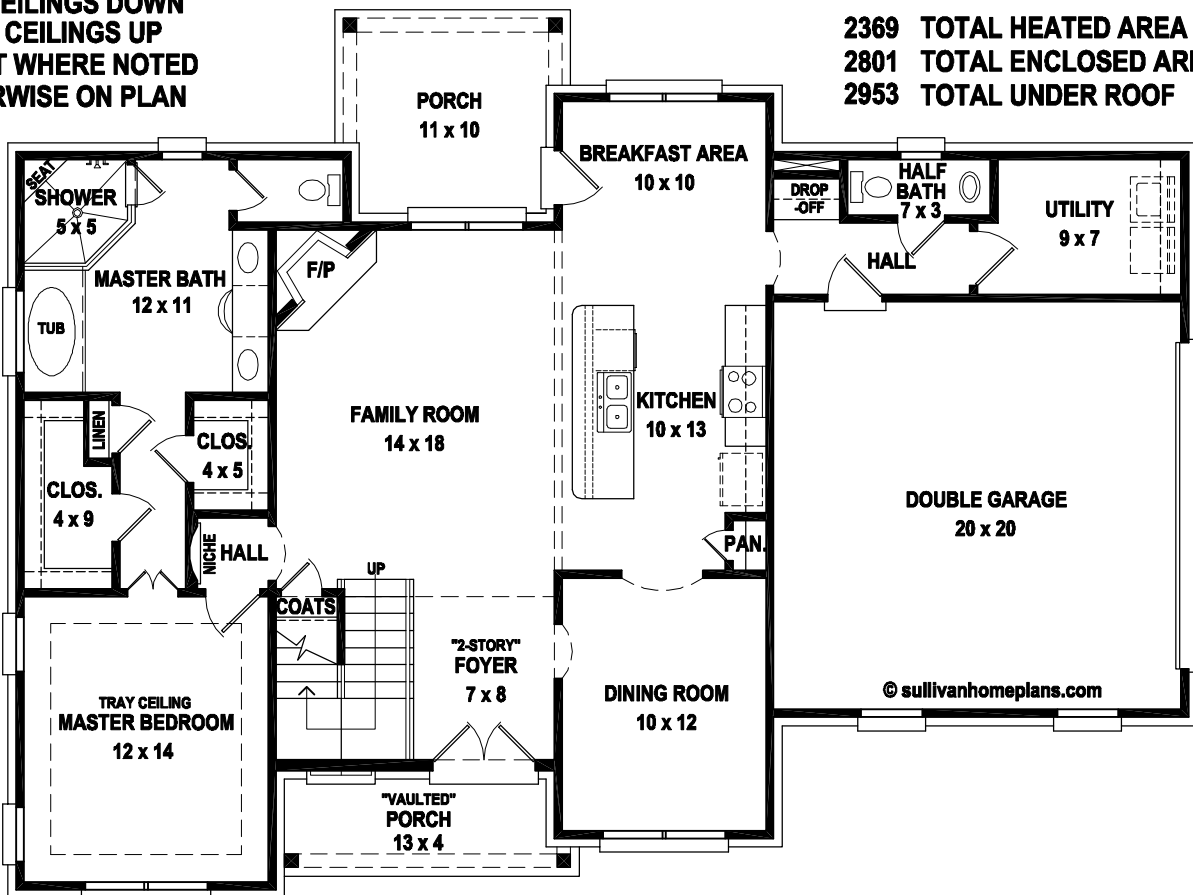 CEILINGS DOWN
CEILINGS UP
WHERE NOTED
ON PLAN
2369 TOTAL HEATED AREA
2801 TOTAL ENCLOSED
2953 TOTAL UNDER ROOF
PORCH
11 x 10
BREAKFAST AREA
10 x 10
SEAT
SHOWER
5 x 5
DROP
-OFF
HALF
BATH
7 x 3
UTILITY
9 x 7
HALL
F/P
MASTER BATH
12 x 11
TUB
FAMILY ROOM
14 x 18
KITCHEN
10 x 13
LINEN
CLOS.
4 x 5
CLOS.
4 x 9
DOUBLE GARAGE
20 x 20
NICHE
HALL
PAN.
UP
COATS
"2-STORY"
FOYER
7 x 8
DINING ROOM
10 x 12
© sullivanhomeplans.com
TRAY CEILING
MASTER BEDROOM
12 x 14
"VAULTED"
PORCH
13 x 4